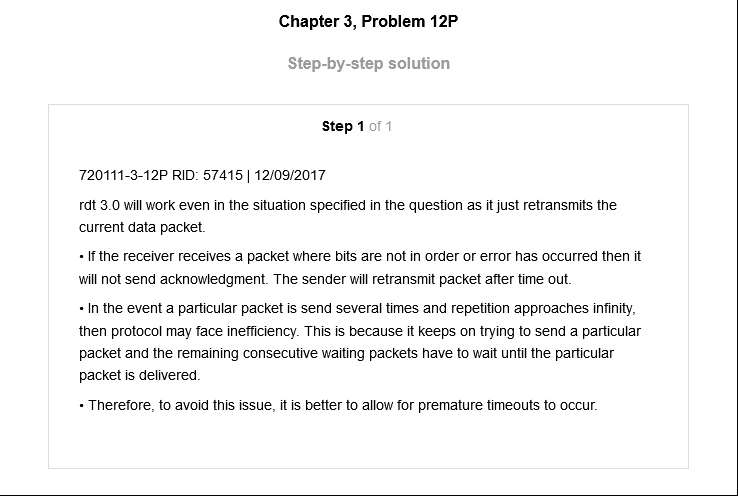 Chapter 3, Problem 12P
Step-by-step solution
Step 1 of 1
720111-3-12P RID: 57415 | 12/09/2017
rdt 3.0 will work even in the situation specified in the question as it just retransmits the
current data packet.
• If the receiver receives a packet where bits are not in order or error has occurred then it
will not send acknowledgment. The sender will retransmit packet after time out.
• In the event a particular packet is send several times and repetition approaches infinity,
then protocol may face inefficiency. This is because it keeps on trying to send a particular
packet and the remaining consecutive waiting packets have to wait until the particular
packet is delivered.
• Therefore, to avoid this issue, it is better to allow for premature timeouts to occur.